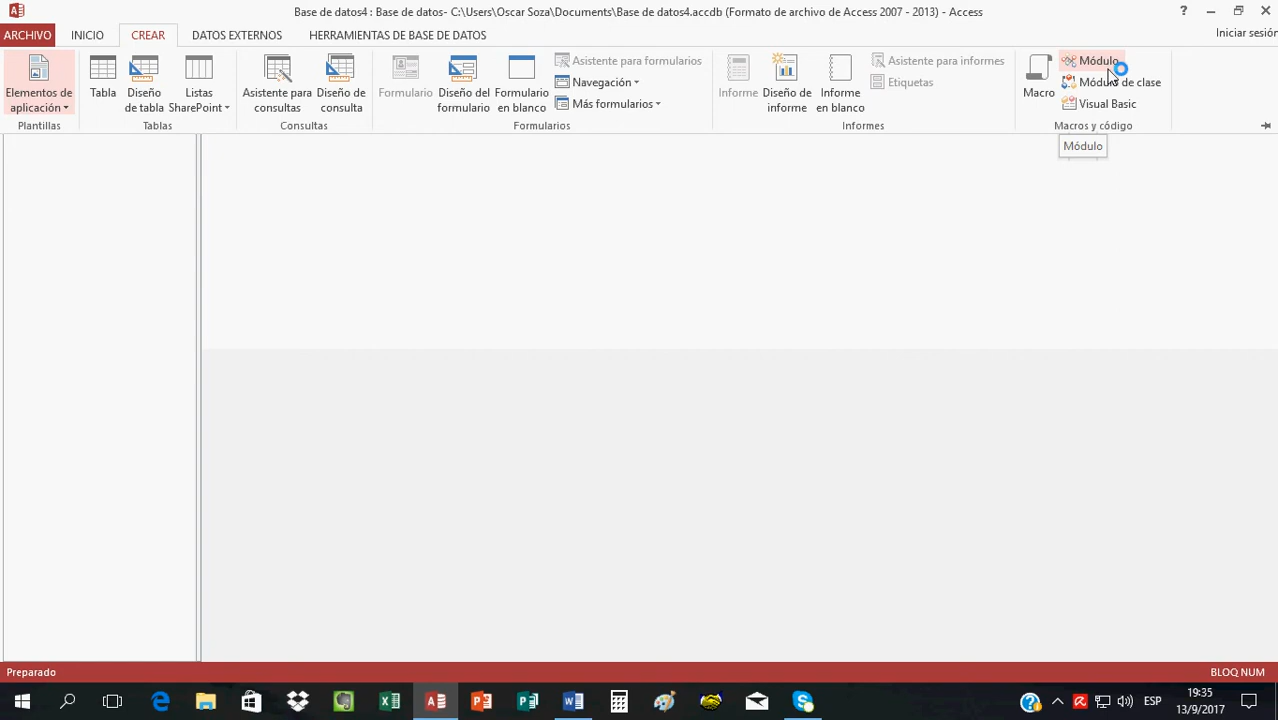 Base de datos4 : Base de datos- C:\Users\Oscar Soza\Documents\Base de datos4.accdb (Formato de archivo de Access 2007 - 2013) - Access
?
ARCHIVO INICIO CREAR DATOS EXTERNOS HERRAMIENTAS DE BASE DE DATOS
Iniciar sesión
Elementos de aplicación
Plantillas
Tabla
Diseño de tabla
Listas SharePoint
Tablas
Asistente para consultas
Diseño de consulta
Consultas
Formulario
Diseño del formulario
Formulario en blanco
Asistente para formularios
Navegación
Más formularios
Formularios
Informe
Diseño de informe
Informe en blanco
Asistente para informes
Etiquetas
Informes
Macro
Módulo
Módulo de clase
Visual Basic
Macros y código
Módulo
Preparado
BLOQ NUM
ESP
19:35
13/9/2017